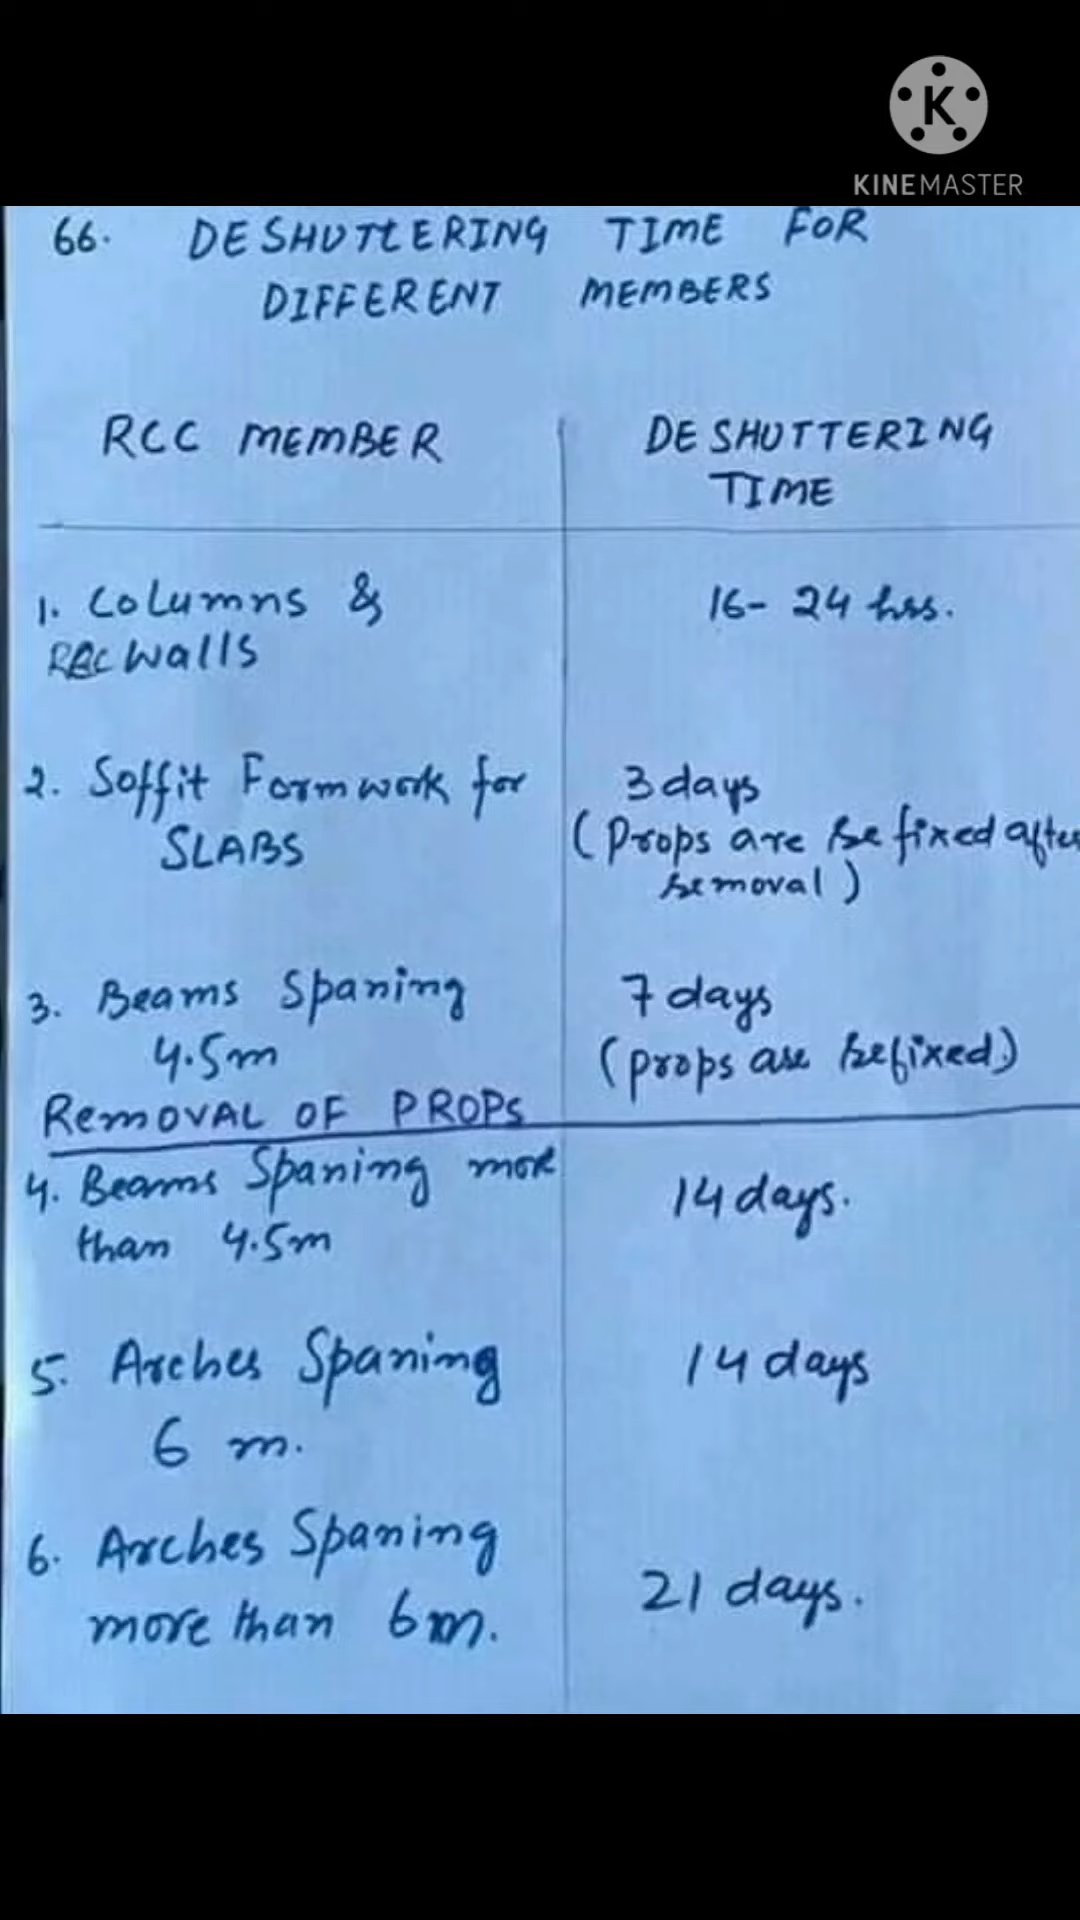 KINEMASTER
66. DESHUTTERING TIME FOR
DIFFERENT MEMBERS
RCC MEMBER
DESHUTTERING
TIME
1. Columns &
RCC Walls
16-24 hrs.
2. Soffit Formwork for
SLABS
3 days
(Props are Refixed after
removal)
3. Beams Spaning
4.5m
7 days
(props are Refixed)
REMOVAL OF PROPS
4. Beams Spaning more
than 4.5m
14 days.
5. Arches Spaning
6 m.
14 days
6. Arches Spaning
more than 6m.
21 days.